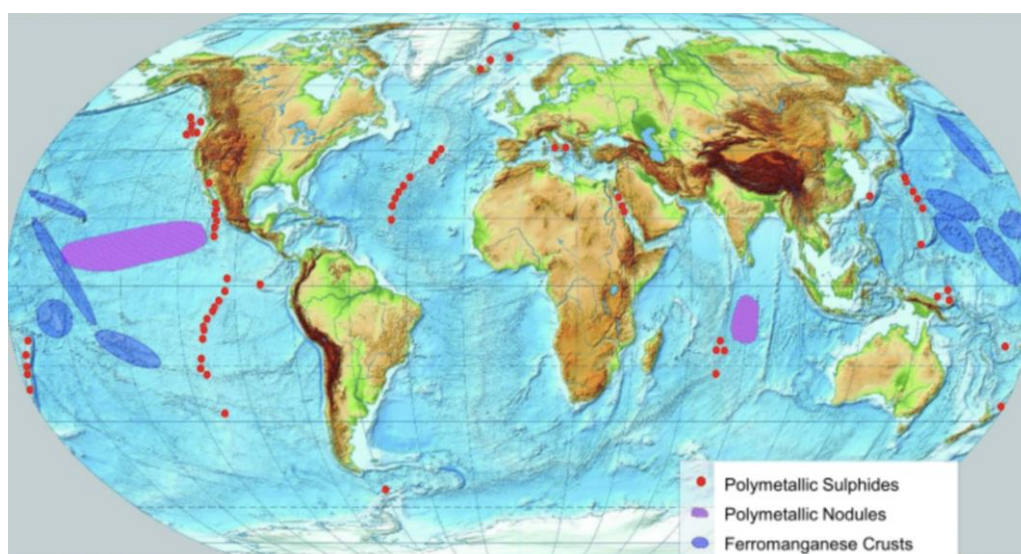 Polymetallic Sulphides
Polymetallic Nodules
Ferromanganese Crusts